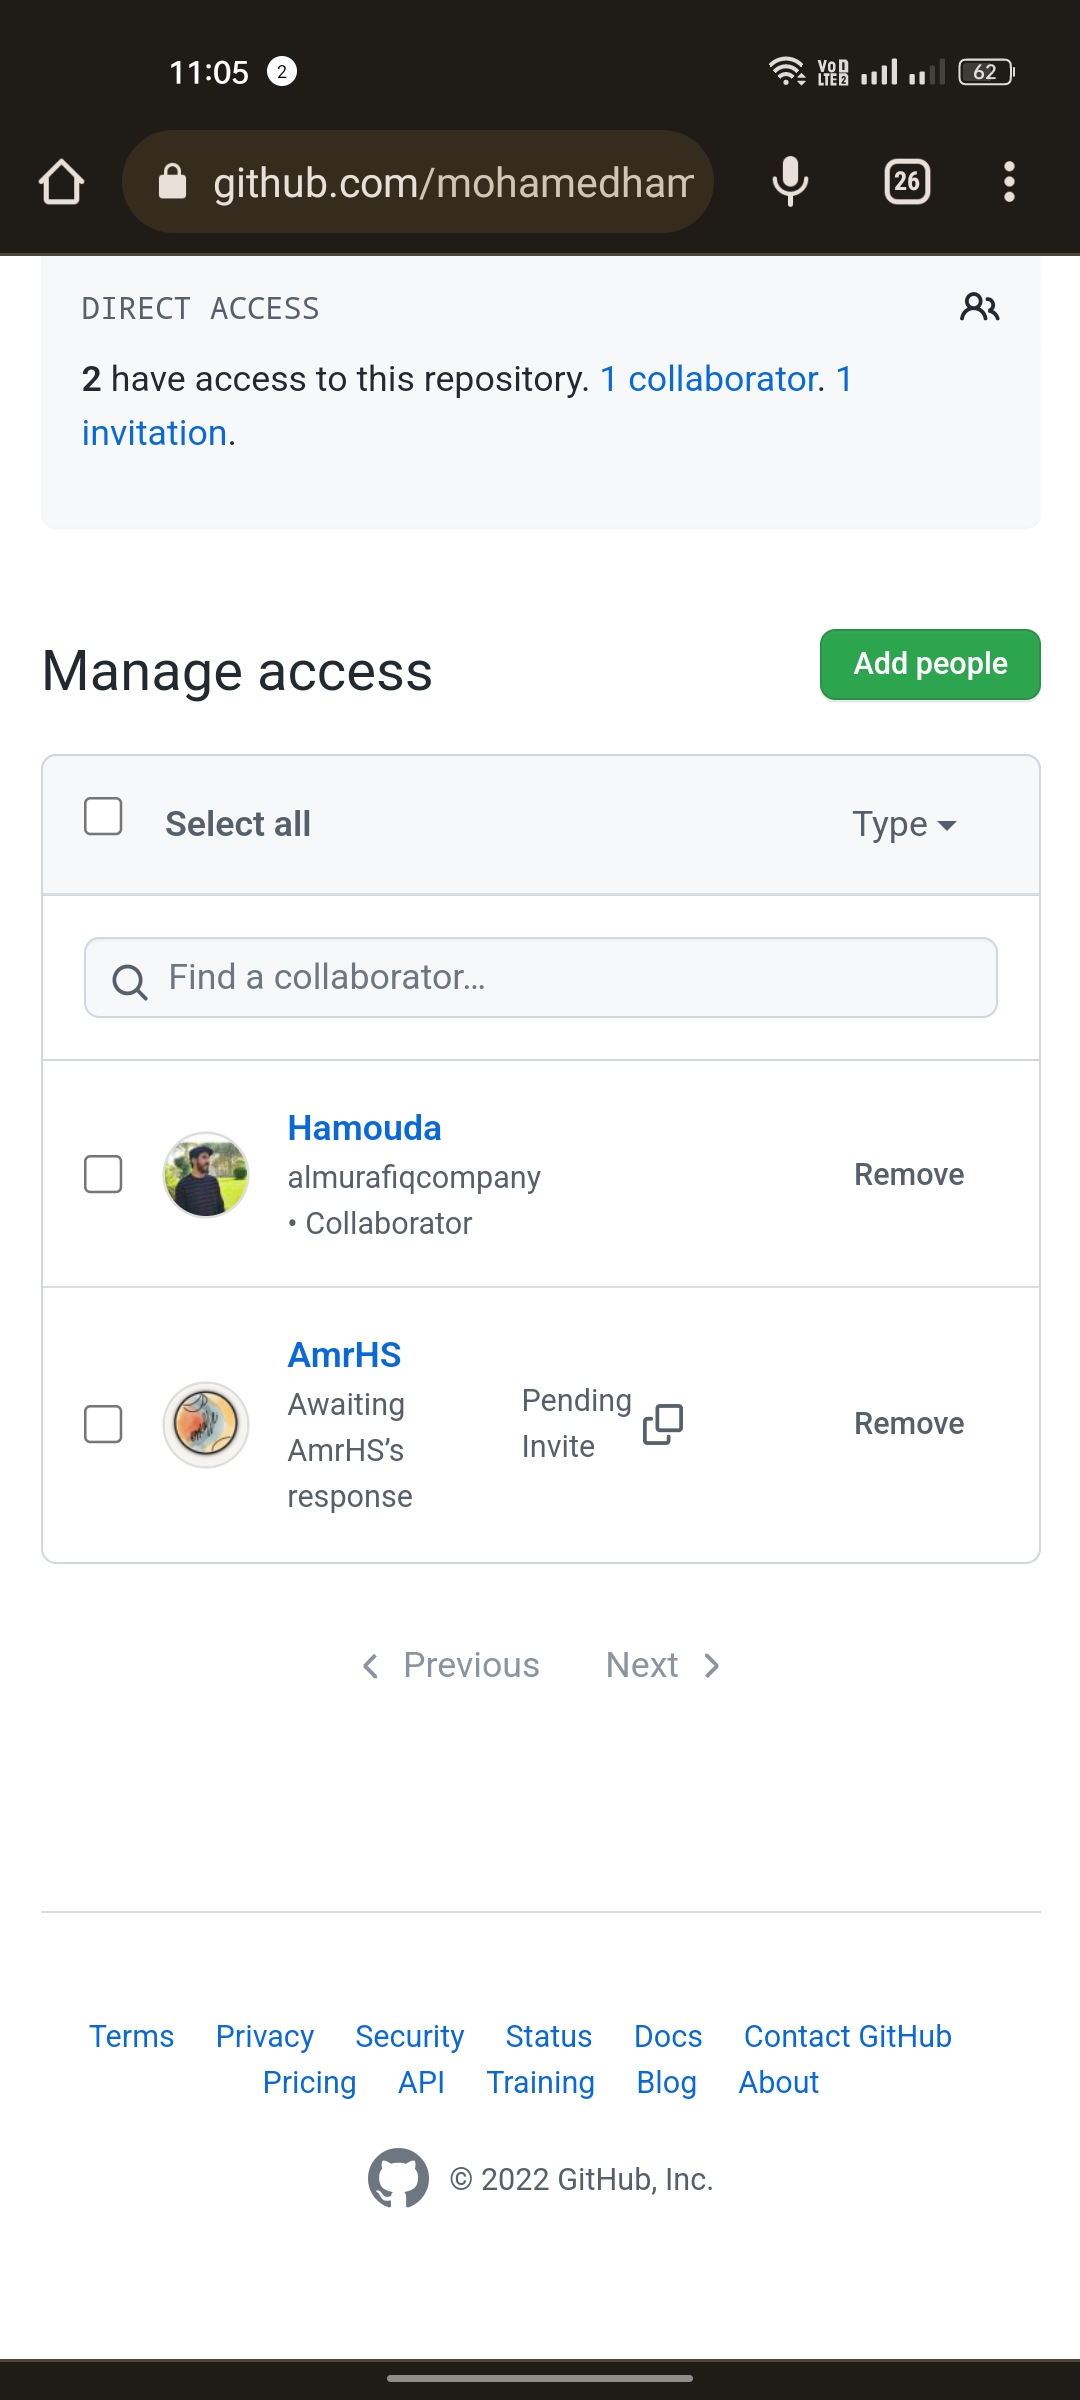 11:05 2 VoD LTE 2 62
github.com/mohamedham
26
DIRECT ACCESS
2 have access to this repository. 1 collaborator. 1
invitation.
Manage access
Add people
Select all
Type
Find a collaborator...
Hamouda
almurafiqcompany
• Collaborator
Remove
AmrHS
Awaiting
AmrHS’s
response
Pending
Invite
Remove
Previous Next
Terms Privacy Security Status Docs Contact GitHub
Pricing API Training Blog About
© 2022 GitHub, Inc.